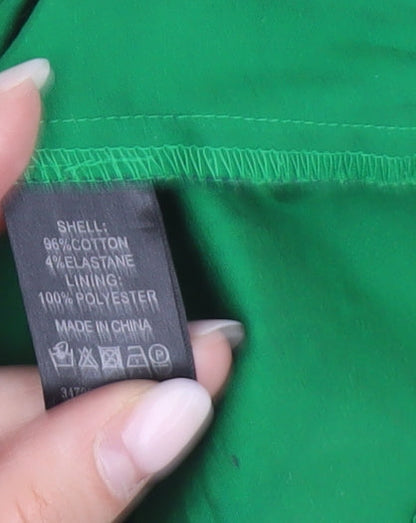 SHELL:
96%COTTON
4%ELASTANE
LINING:
100% POLYESTER
MADE IN CHINA